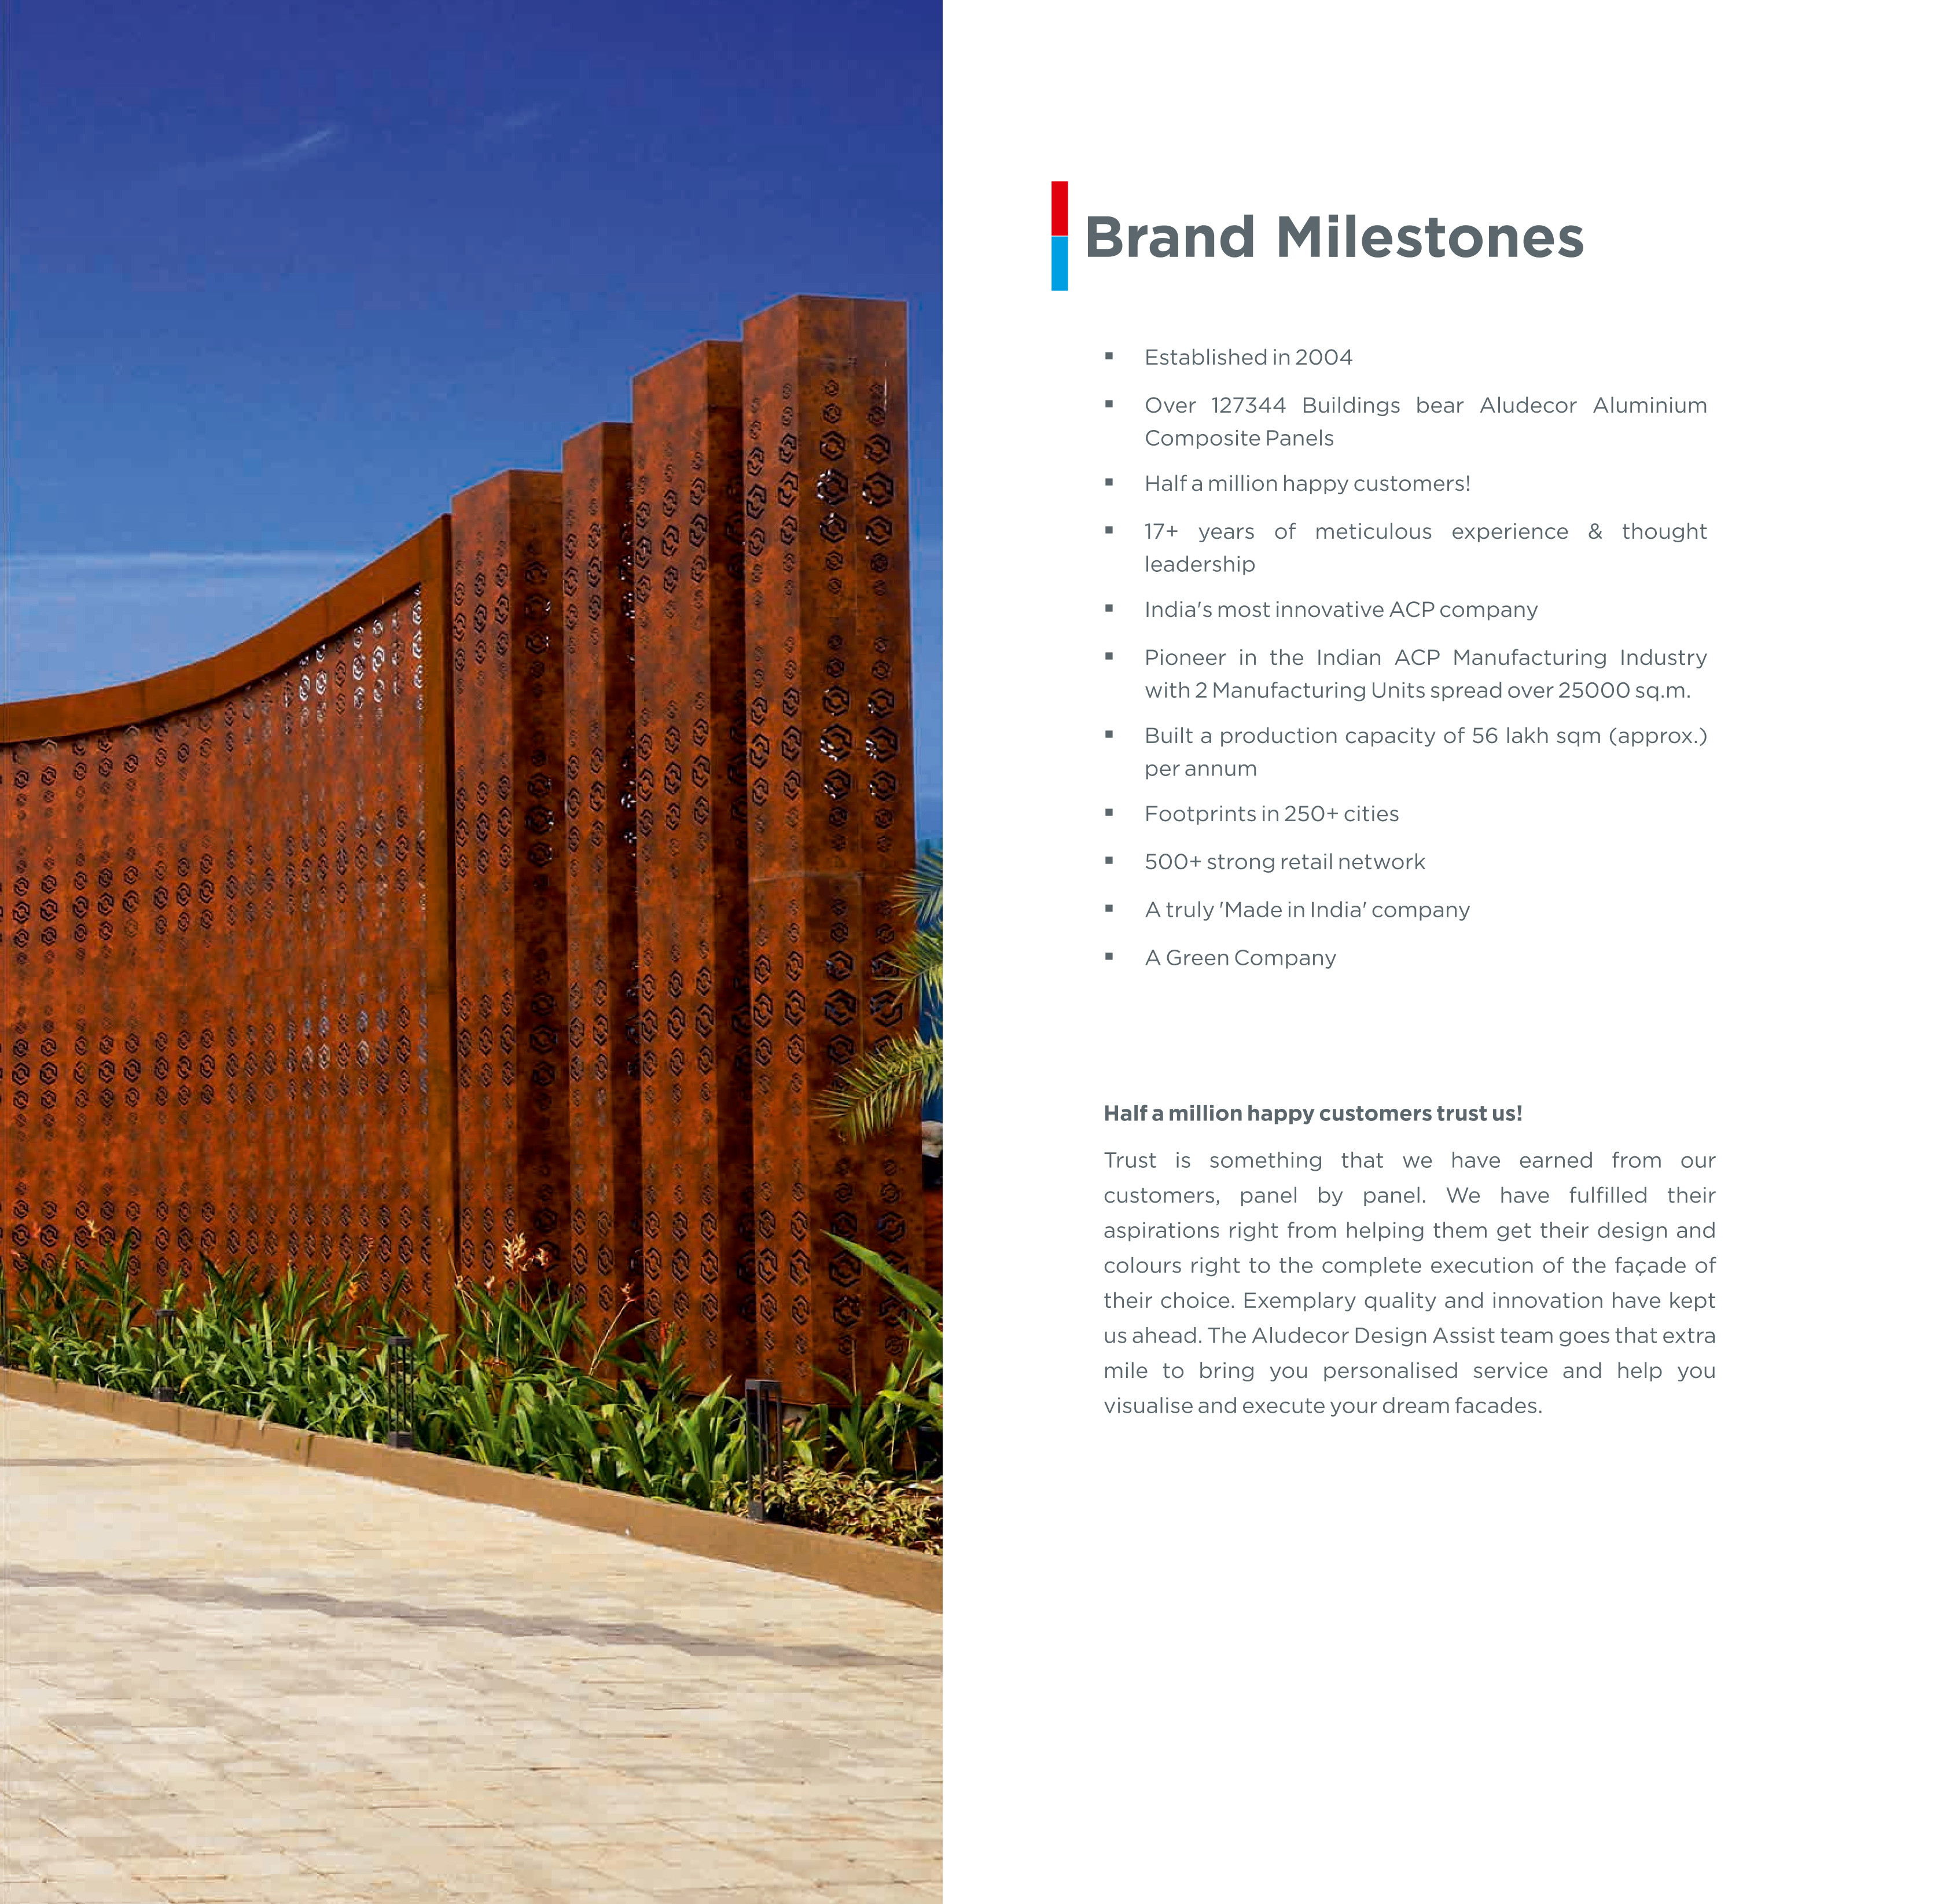 Brand Milestones
▪ Established in 2004
▪ Over 127344 Buildings bear Aludecor Aluminium
Composite Panels
▪ Half a million happy customers!
▪ 17+ years of meticulous experience & thought
leadership
▪ India's most innovative ACP company
▪ Pioneer in the Indian ACP Manufacturing Industry
with 2 Manufacturing Units spread over 25000 sq.m.
▪ Built a production capacity of 56 lakh sqm (approx.)
per annum
▪ Footprints in 250+ cities
▪ 500+ strong retail network
▪ A truly 'Made in India' company
▪ A Green Company
Half a million happy customers trust us!
Trust is something that we have earned from our
customers, panel by panel. We have fulfilled their
aspirations right from helping them get their design and
colours right to the complete execution of the façade of
their choice. Exemplary quality and innovation have kept
us ahead. The Aludecor Design Assist team goes that extra
mile to bring you personalised service and help you
visualise and execute your dream facades.